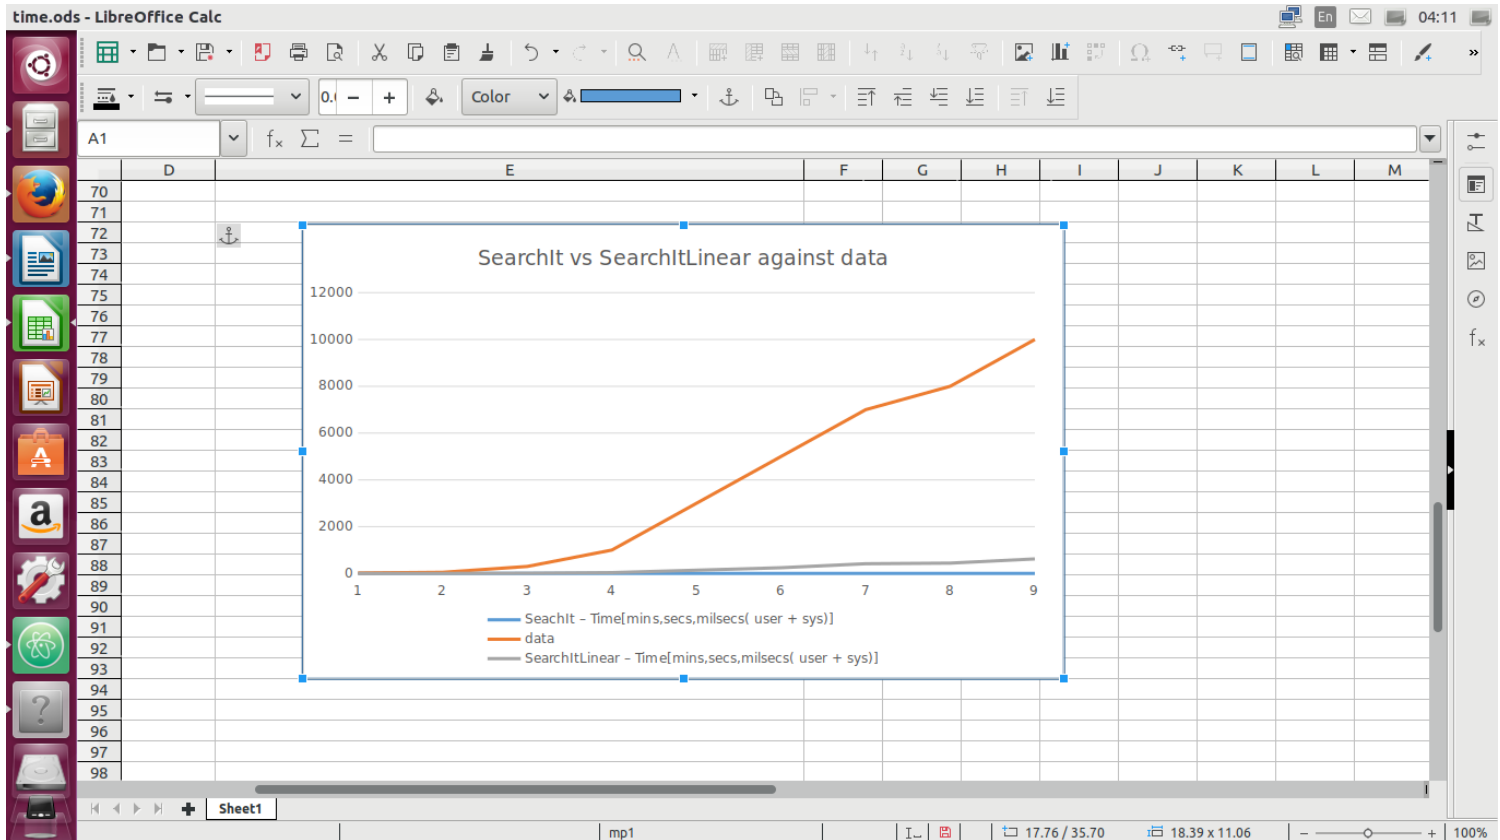 time.ods - LibreOffice Calc
En
04:11
Color
A1
D E F G H I J K L M
70
71
72
73
74
75
76
77
78
79
80
81
82
83
84
85
86
87
88
89
90
91
92
93
94
95
96
97
98
SearchIt vs SearchItLinear against data
12000
10000
8000
6000
4000
2000
0
1 2 3 4 5 6 7 8 9
SeachIt – Time[mins,secs,milsecs( user + sys)]
data
SearchItLinear – Time[mins,secs,milsecs( user + sys)]
Sheet1
mp1
17.76 / 35.70
18.39 x 11.06
100%